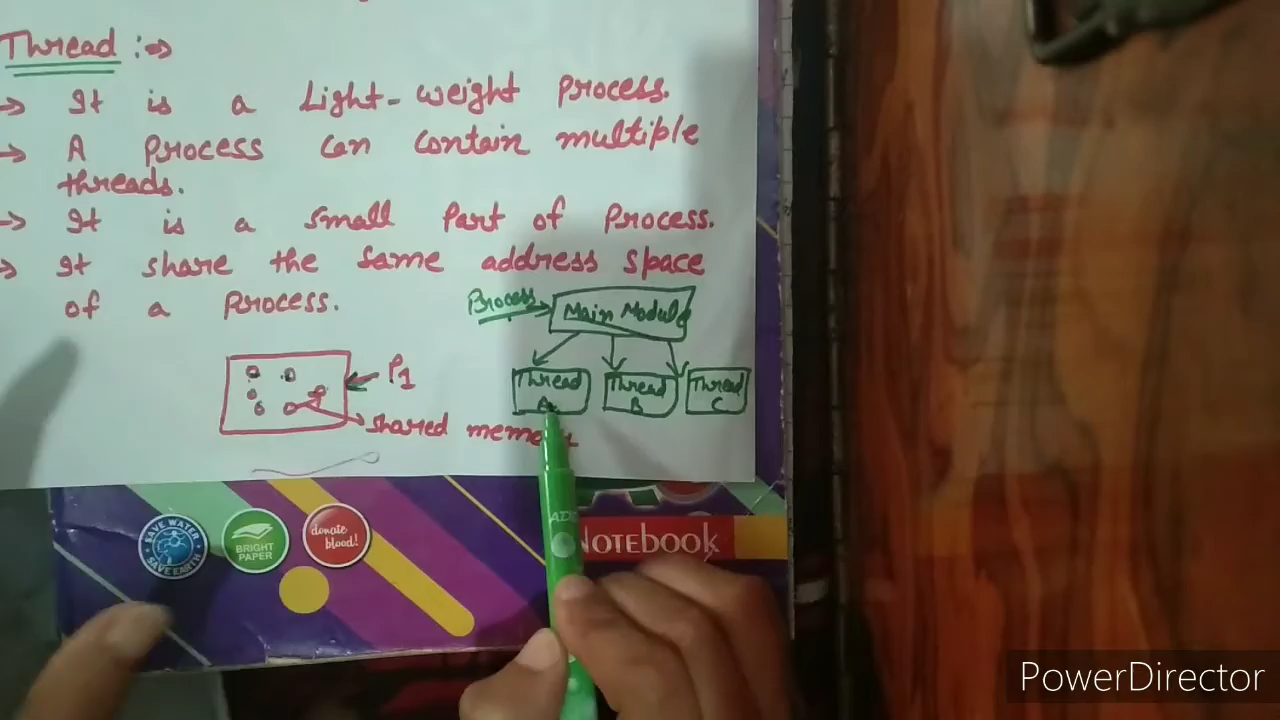 Thread :⇒
→ It is a Light-weight process.
→ A process can contain multiple
threads.
→ It is a small part of process.
→ It share the same address space
of a process.
Process → Main Module
Thread A Thread B Thread C
P1
shared
SAVE WATER SAVE EARTH
BRIGHT PAPER
donate blood!
NOTEBOOK
PowerDirector